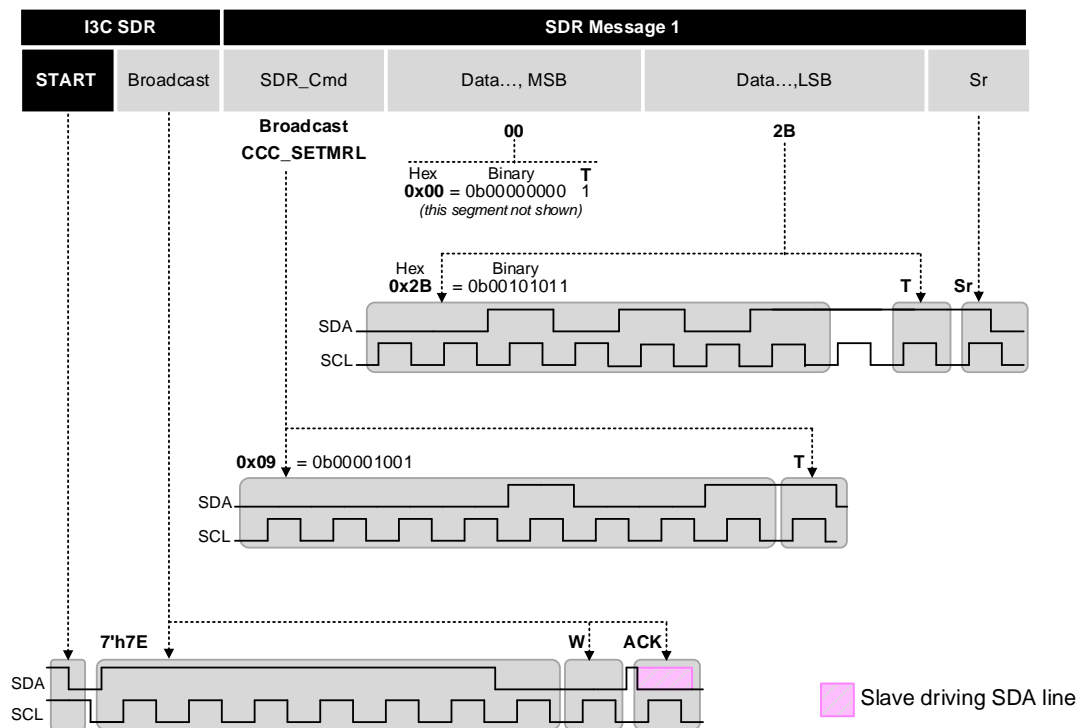 I3C SDR
SDR Message 1
START
Broadcast
SDR_Cmd
Data…, MSB
Data…,LSB
Sr
Broadcast
CCC_SETMRL
00
2B
Hex Binary T
0x00 = 0b00000000 1
(this segment not shown)
Hex Binary
0x2B = 0b00101011
T
Sr
SDA
SCL
0x09 = 0b00001001
T
SDA
SCL
7'h7E
W
ACK
SDA
SCL
Slave driving SDA line